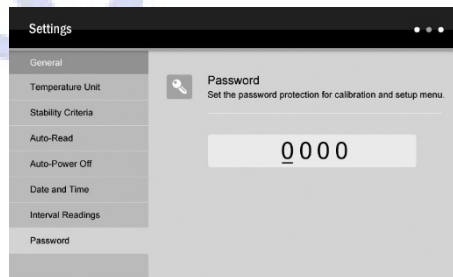 Settings
General
Temperature Unit
Stability Criteria
Auto-Read
Auto-Power Off
Date and Time
Interval Readings
Password
Password
Set the password protection for calibration and setup menu.
0000